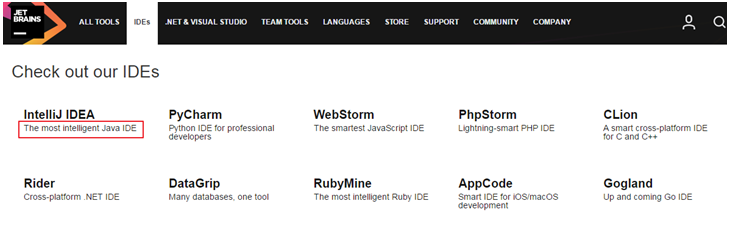 JET BRAINS
ALL TOOLS IDEs .NET & VISUAL STUDIO TEAM TOOLS LANGUAGES STORE SUPPORT COMMUNITY COMPANY
Check out our IDEs
IntelliJ IDEA
The most intelligent Java IDE
PyCharm
Python IDE for professional
developers
WebStorm
The smartest JavaScript IDE
PhpStorm
Lightning-smart PHP IDE
CLion
A smart cross-platform IDE
for C and C++
Rider
Cross-platform .NET IDE
DataGrip
Many databases, one tool
RubyMine
The most intelligent Ruby IDE
AppCode
Smart IDE for iOS/macOS
development
Gogland
Up and coming Go IDE